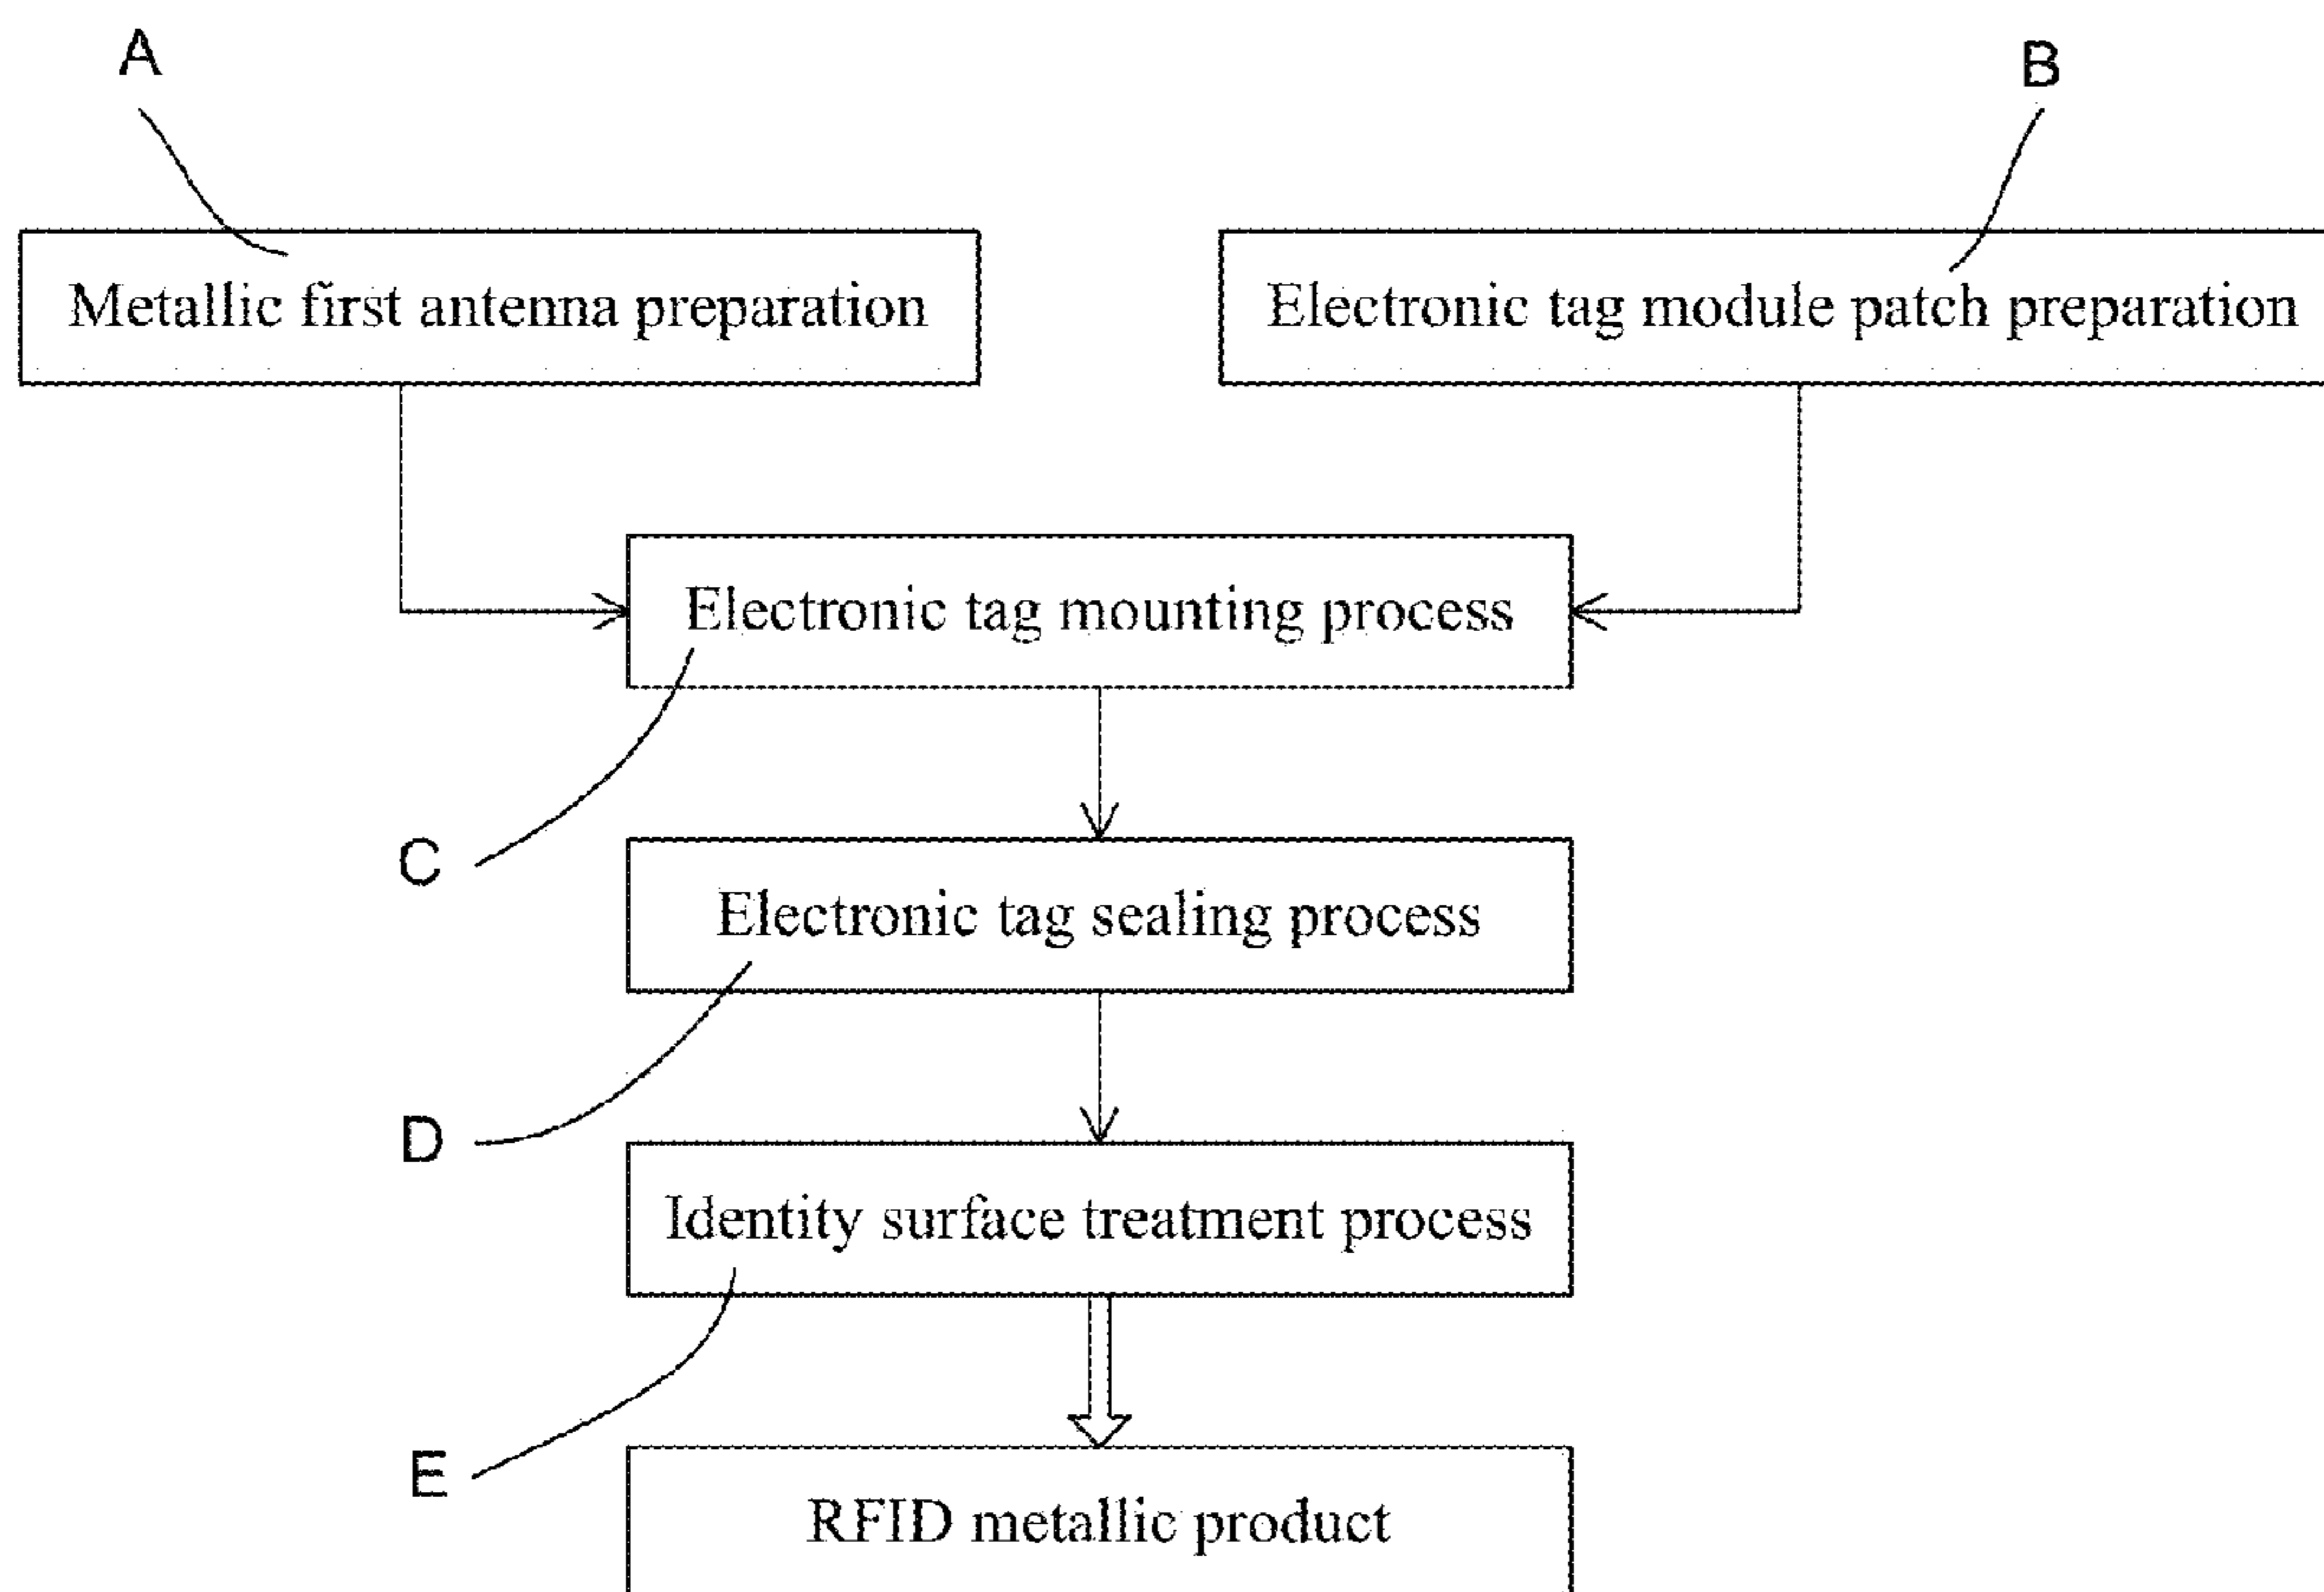 A
B
Metallic first antenna preparation
Electronic tag module patch preparation
Electronic tag mounting process
C
Electronic tag sealing process
D
Identity surface treatment process
E
RFID metallic product